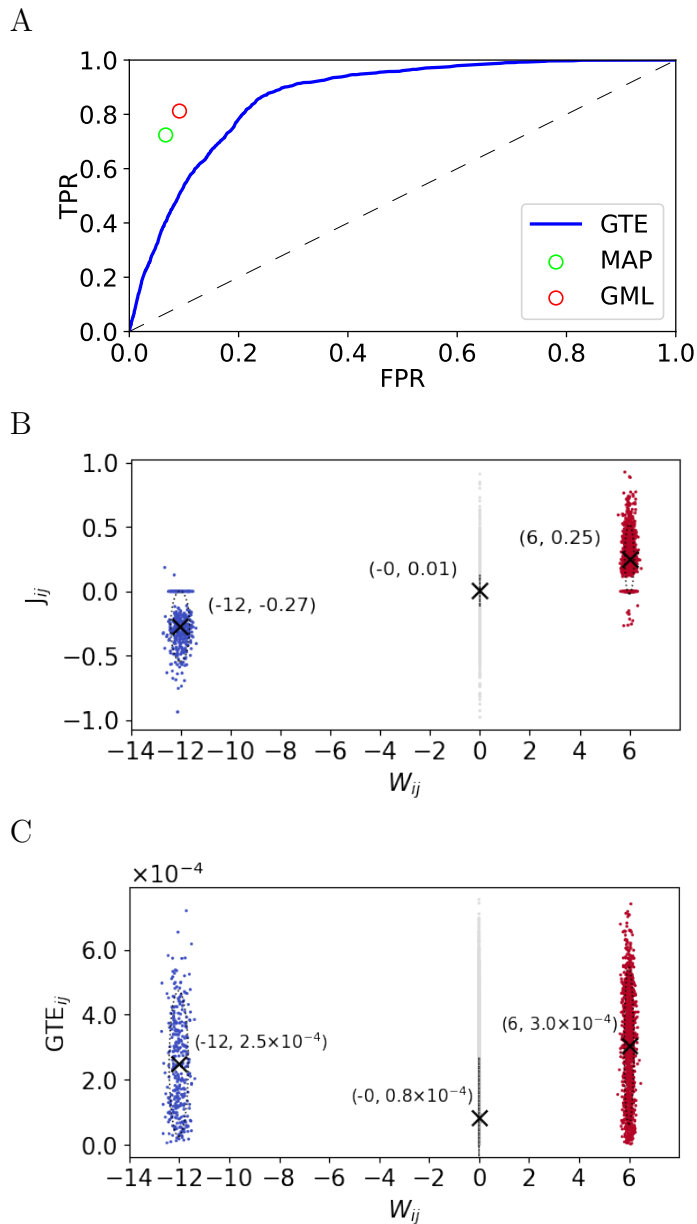 A
1.0
0.8
0.6
0.4
0.2
0.0
TPR
GTE
MAP
GML
0.0 0.2 0.4 0.6 0.8 1.0
FPR
B
1.0
0.5
0.0
−0.5
−1.0
J_ij
(-12, -0.27)
(-0, 0.01)
(6, 0.25)
−14 −12 −10 −8 −6 −4 −2 0 2 4 6
W_ij
C
×10⁻⁴
6.0
4.0
2.0
0.0
GTE_ij
(-12, 2.5×10⁻⁴)
(-0, 0.8×10⁻⁴)
(6, 3.0×10⁻⁴)
−14 −12 −10 −8 −6 −4 −2 0 2 4 6
W_ij